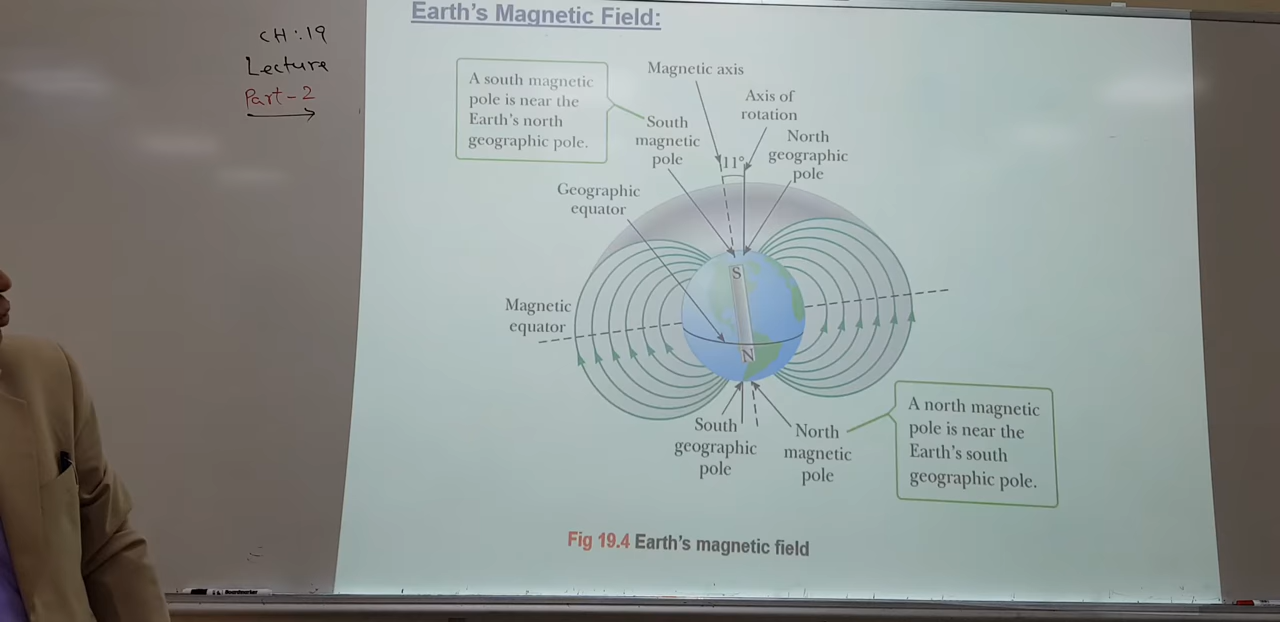 Earth's Magnetic Field:
CH:19
Lecture
Part-2
A south magnetic
pole is near the
Earth's north
geographic pole.
Magnetic axis
Axis of
rotation
South
magnetic
pole
11°
North
geographic
pole
Geographic
equator
S
Magnetic
equator
N
South
geographic
pole
North
magnetic
pole
A north magnetic
pole is near the
Earth's south
geographic pole.
Fig 19.4 Earth's magnetic field